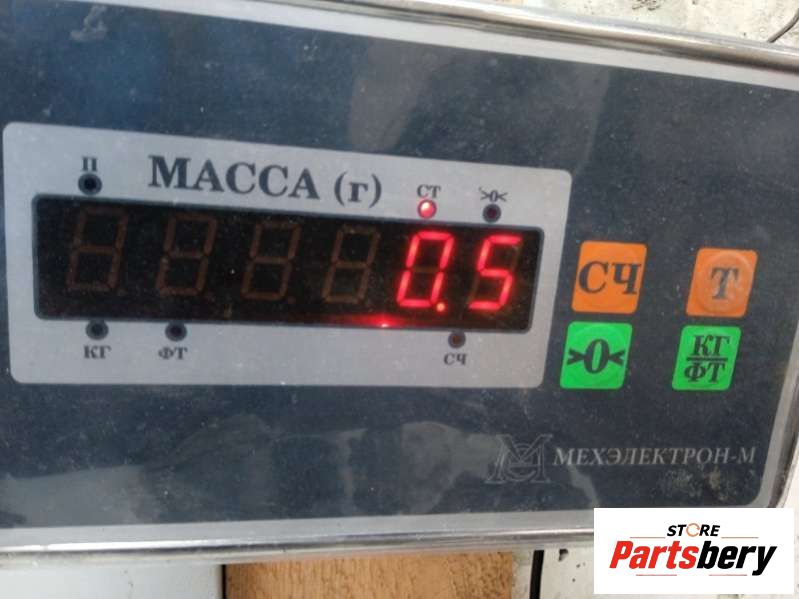 П
МАССА (г)
СТ
>0<
0.5
КГ
ФТ
СЧ
СЧ
Т
>0<
КГ
ФТ
МЕХЭЛЕКТРОН-М
STORE
Partsbery